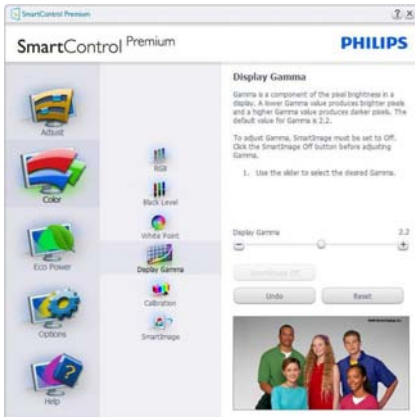 SmartControl Premium
SmartControl Premium
PHILIPS
Adjust
Color
Eco Power
Options
Help
RGB
Black Level
White Point
Display Gamma
Calibration
SmartImage
Display Gamma
Gamma is a component of the pixel brightness in a
display. A lower Gamma value produces brighter pixels
and a higher Gamma value produces darker pixels. The
default value for Gamma is 2.2.
To adjust Gamma, SmartImage must be set to Off.
Click the SmartImage Off button before adjusting
Gamma.
1. Use the slider to select the desired Gamma.
Display Gamma 2.2
SmartImage Off
Undo
Reset